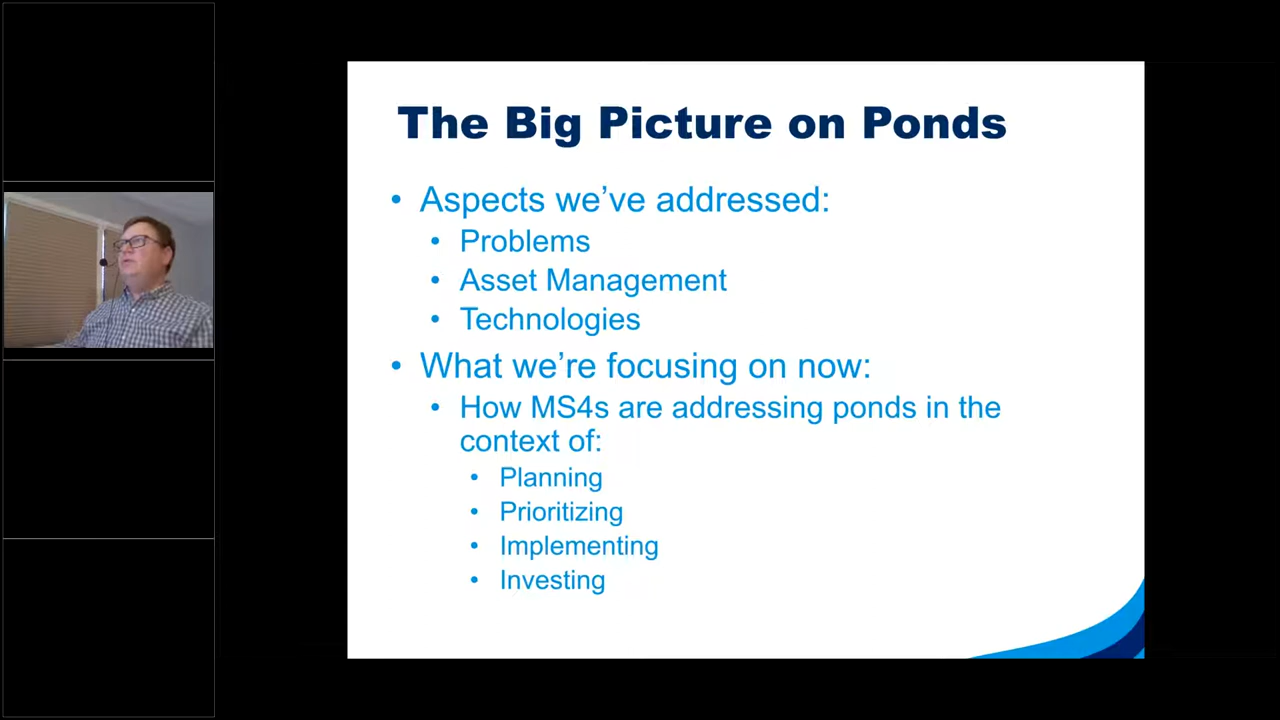 The Big Picture on Ponds
• Aspects we’ve addressed:
• Problems
• Asset Management
• Technologies
• What we’re focusing on now:
• How MS4s are addressing ponds in the
context of:
• Planning
• Prioritizing
• Implementing
• Investing